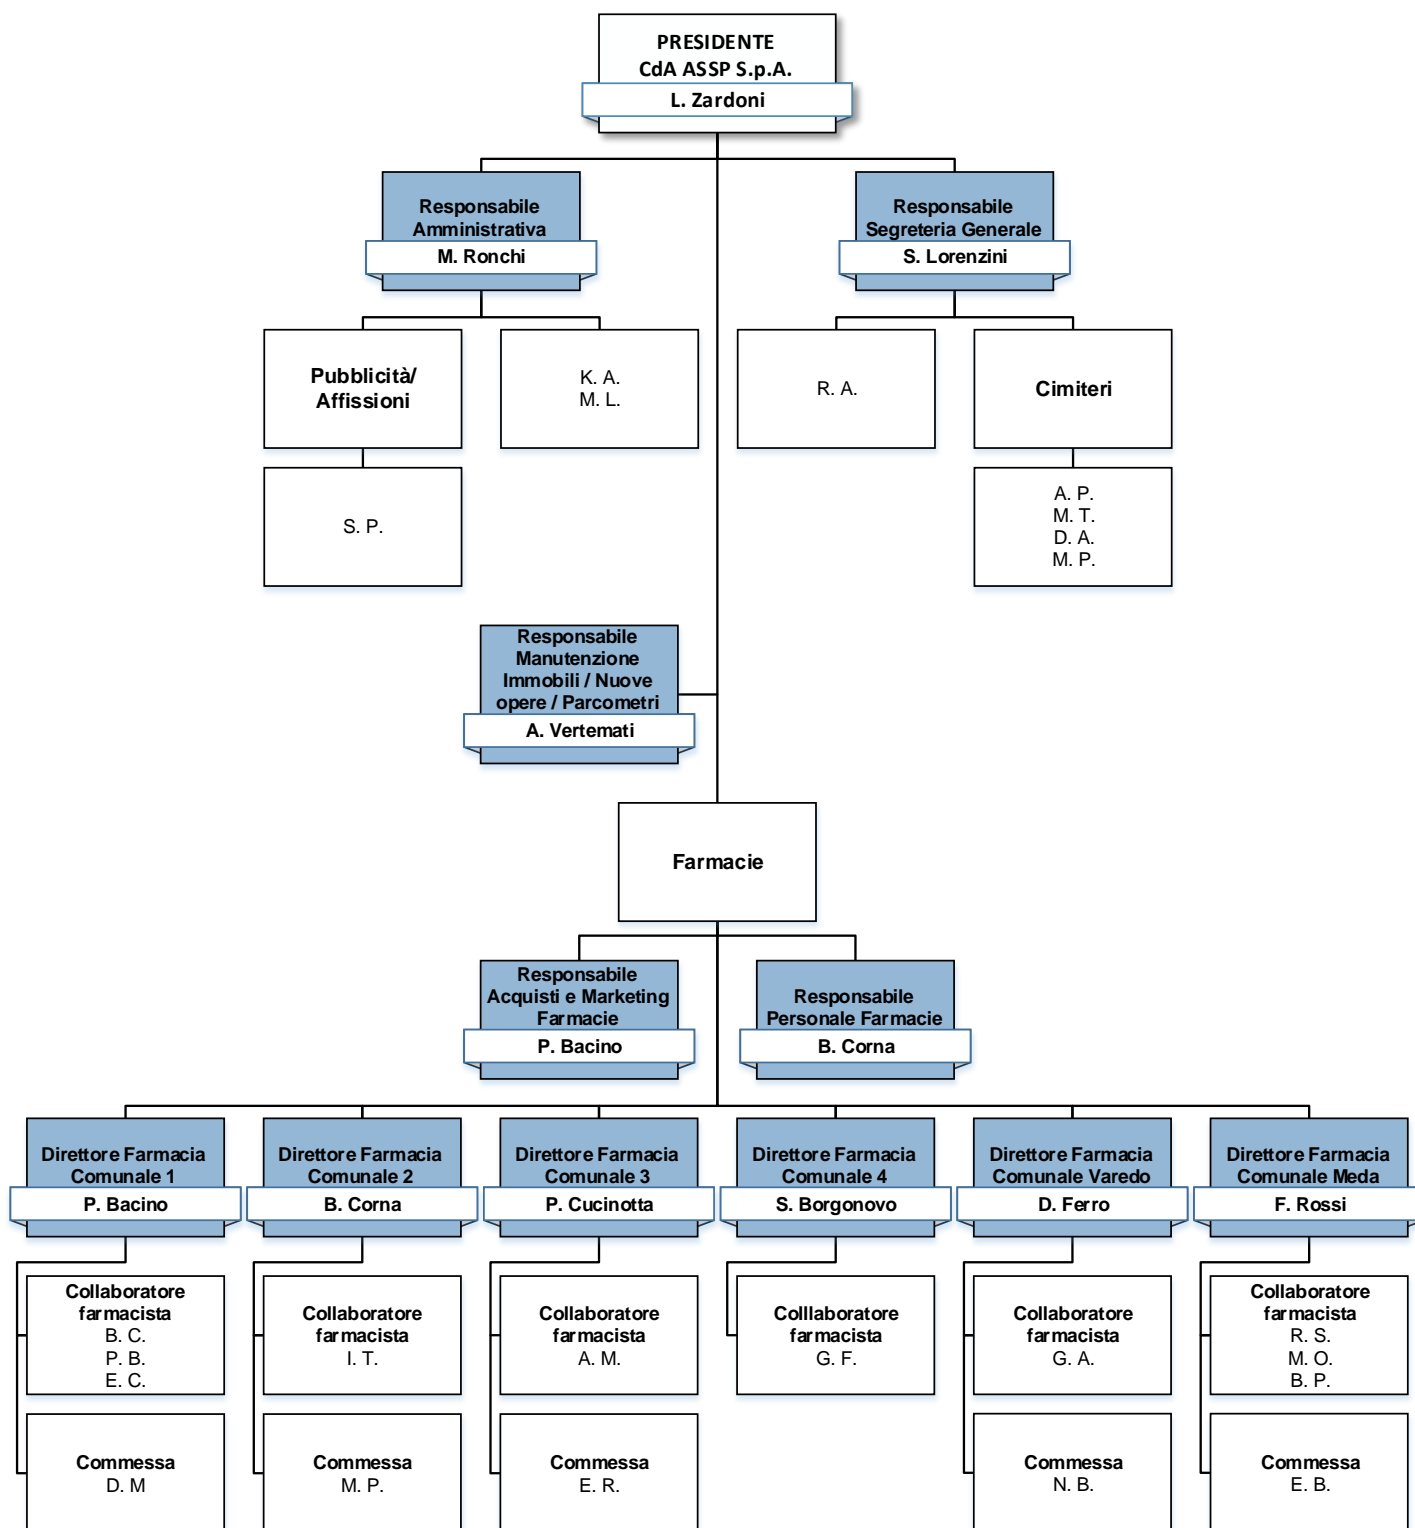 PRESIDENTE
CdA ASSP S.p.A.
L. Zardoni
Responsabile
Amministrativa
M. Ronchi
Responsabile
Segreteria Generale
S. Lorenzini
Pubblicità/
Affissioni
K. A.
M. L.
R. A.
Cimiteri
S. P.
A. P.
M. T.
D. A.
M. P.
Responsabile
Manutenzione
Immobili / Nuove
opere / Parcometri
A. Vertemati
Farmacie
Responsabile
Acquisti e Marketing
Farmacie
P. Bacino
Responsabile
Personale Farmacie
B. Corna
Direttore Farmacia
Comunale 1
P. Bacino
Direttore Farmacia
Comunale 2
B. Corna
Direttore Farmacia
Comunale 3
P. Cucinotta
Direttore Farmacia
Comunale 4
S. Borgonovo
Direttore Farmacia
Comunale Varedo
D. Ferro
Direttore Farmacia
Comunale Meda
F. Rossi
Collaboratore
farmacista
B. C.
P. B.
E. C.
Collaboratore
farmacista
I. T.
Collaboratore
farmacista
A. M.
Colllaboratore
farmacista
G. F.
Collaboratore
farmacista
G. A.
Collaboratore
farmacista
R. S.
M. O.
B. P.
Commessa
D. M
Commessa
M. P.
Commessa
E. R.
Commessa
N. B.
Commessa
E. B.